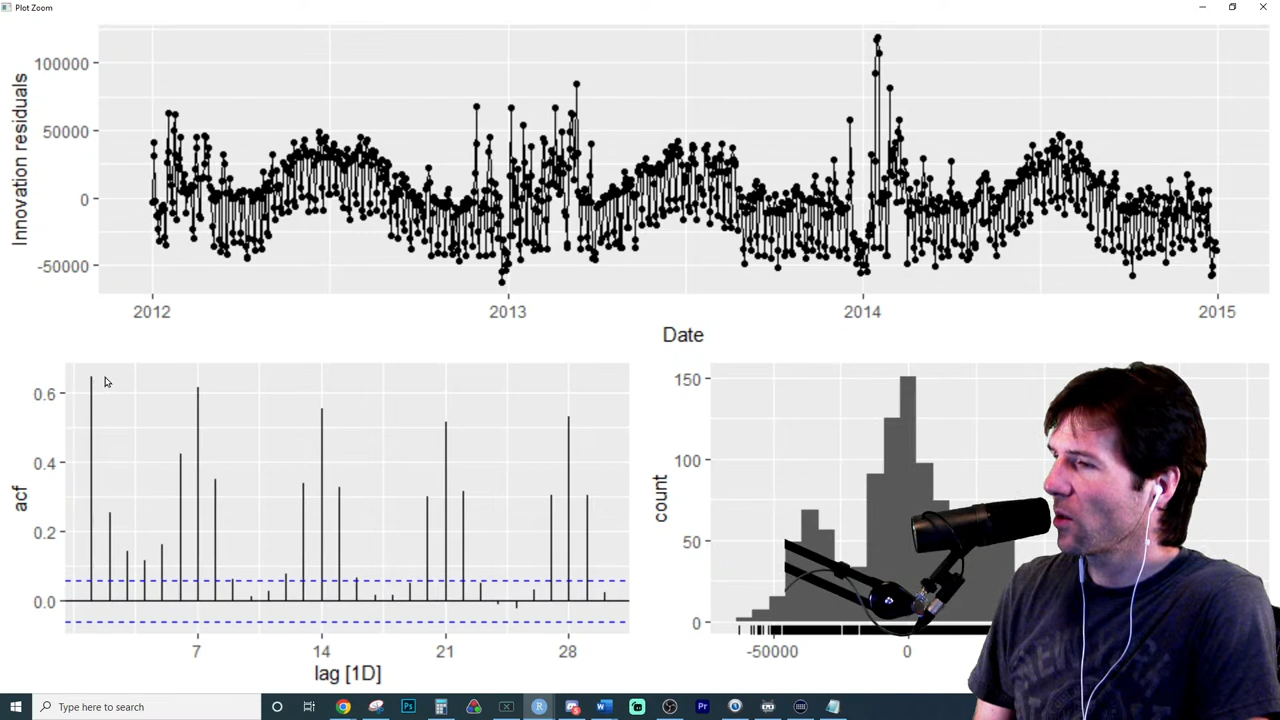 Plot Zoom
Innovation residuals
100000
50000
0
-50000
2012 2013 2014 2015
Date
acf
0.6
0.4
0.2
0.0
7 14 21 28
lag [1D]
count
150
100
50
0
-50000 0
Type here to search